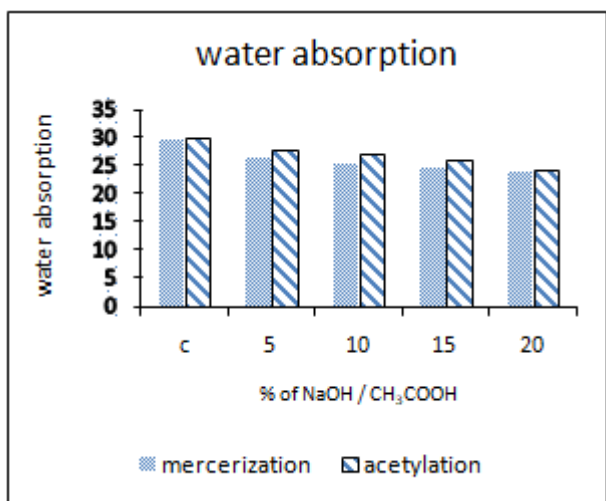 water absorption
water absorption
35
30
25
20
15
10
5
0
c 5 10 15 20
% of NaOH / CH₃COOH
mercerization acetylation